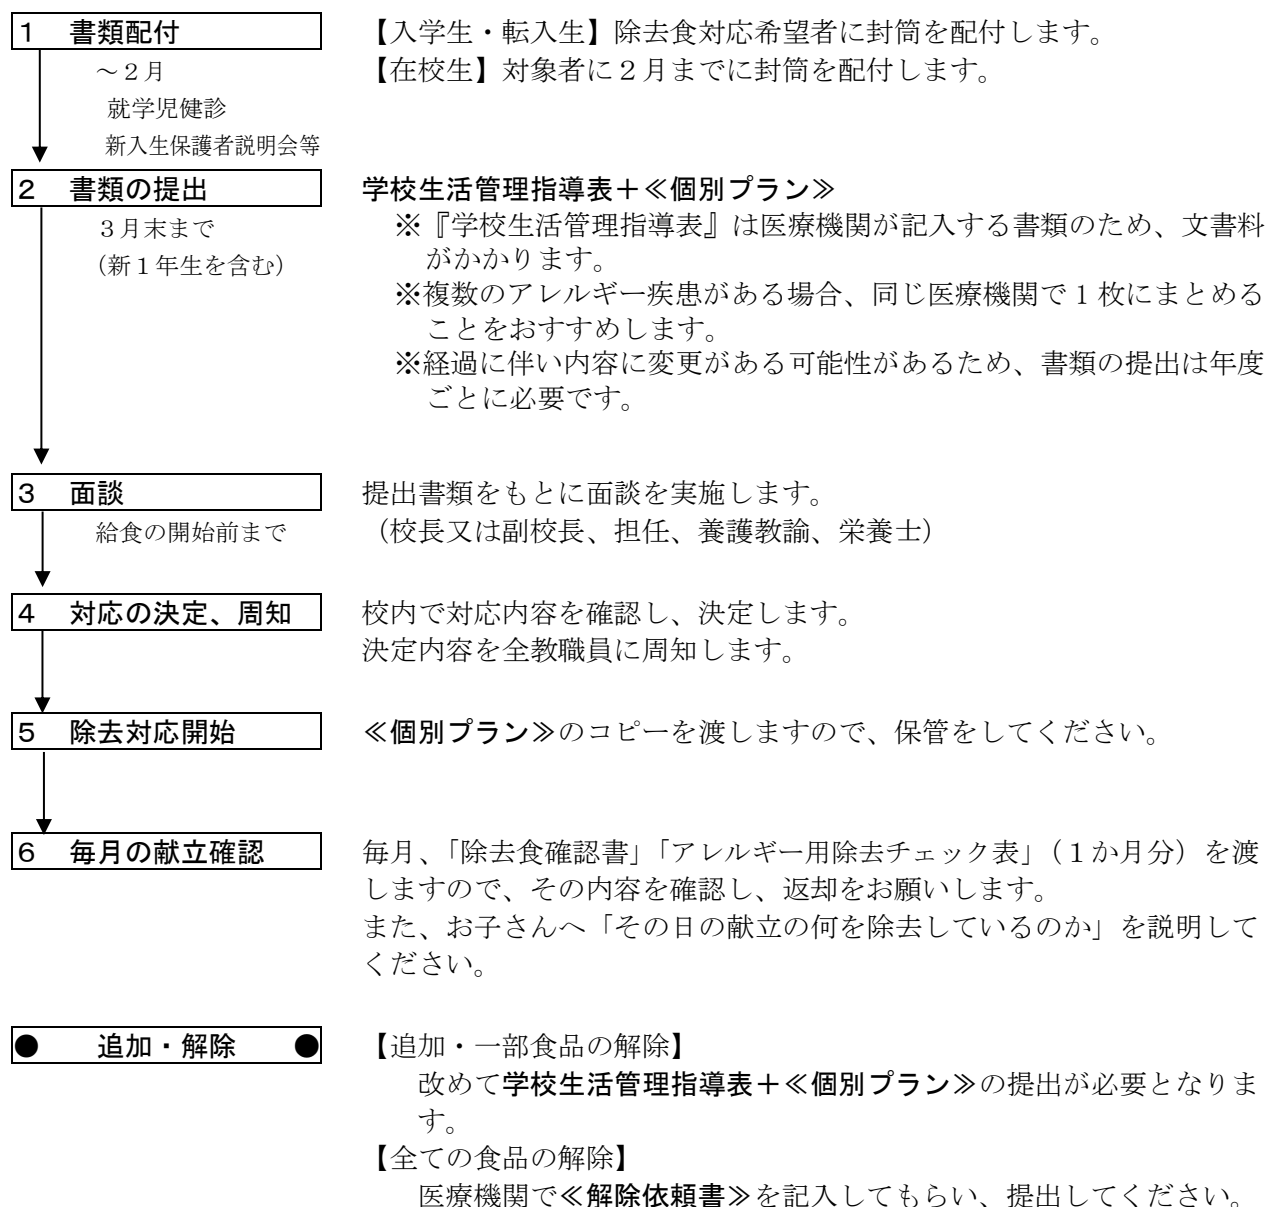 1 書類配付
【入学生・転入生】除去食対応希望者に封筒を配付します。
～2月
【在校生】対象者に2月までに封筒を配付します。
就学児健診
新入生保護者説明会等
2 書類の提出
学校生活管理指導表＋≪個別プラン≫
3月末まで
（新1年生を含む）
※『学校生活管理指導表』は医療機関が記入する書類のため、文書料
がかかります。
※複数のアレルギー疾患がある場合、同じ医療機関で1枚にまとめる
ことをおすすめします。
※経過に伴い内容に変更がある可能性があるため、書類の提出は年度
ごとに必要です。
3 面談
提出書類をもとに面談を実施します。
給食の開始前まで
（校長又は副校長、担任、養護教諭、栄養士）
4 対応の決定、周知
校内で対応内容を確認し、決定します。
決定内容を全教職員に周知します。
5 除去対応開始
≪個別プラン≫のコピーを渡しますので、保管をしてください。
6 毎月の献立確認
毎月、「除去食確認書」「アレルギー用除去チェック表」（1か月分）を渡
しますので、その内容を確認し、返却をお願いします。
また、お子さんへ「その日の献立の何を除去しているのか」を説明して
ください。
● 追加・解除 ●
【追加・一部食品の解除】
改めて学校生活管理指導表＋≪個別プラン≫の提出が必要となりま
す。
【全ての食品の解除】
医療機関で≪解除依頼書≫を記入してもらい、提出してください。